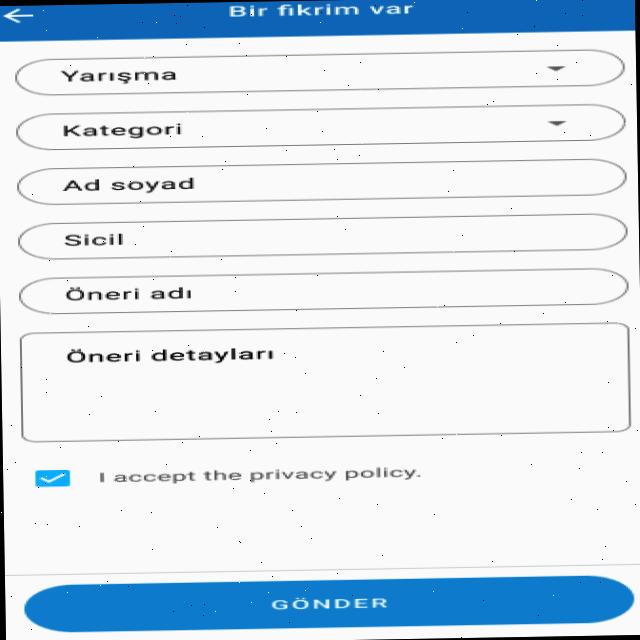 Bir fikrim var
Yarışma
Kategori
Ad soyad
Sicil
Öneri adı
Öneri detayları
I accept the privacy policy.
GÖNDER